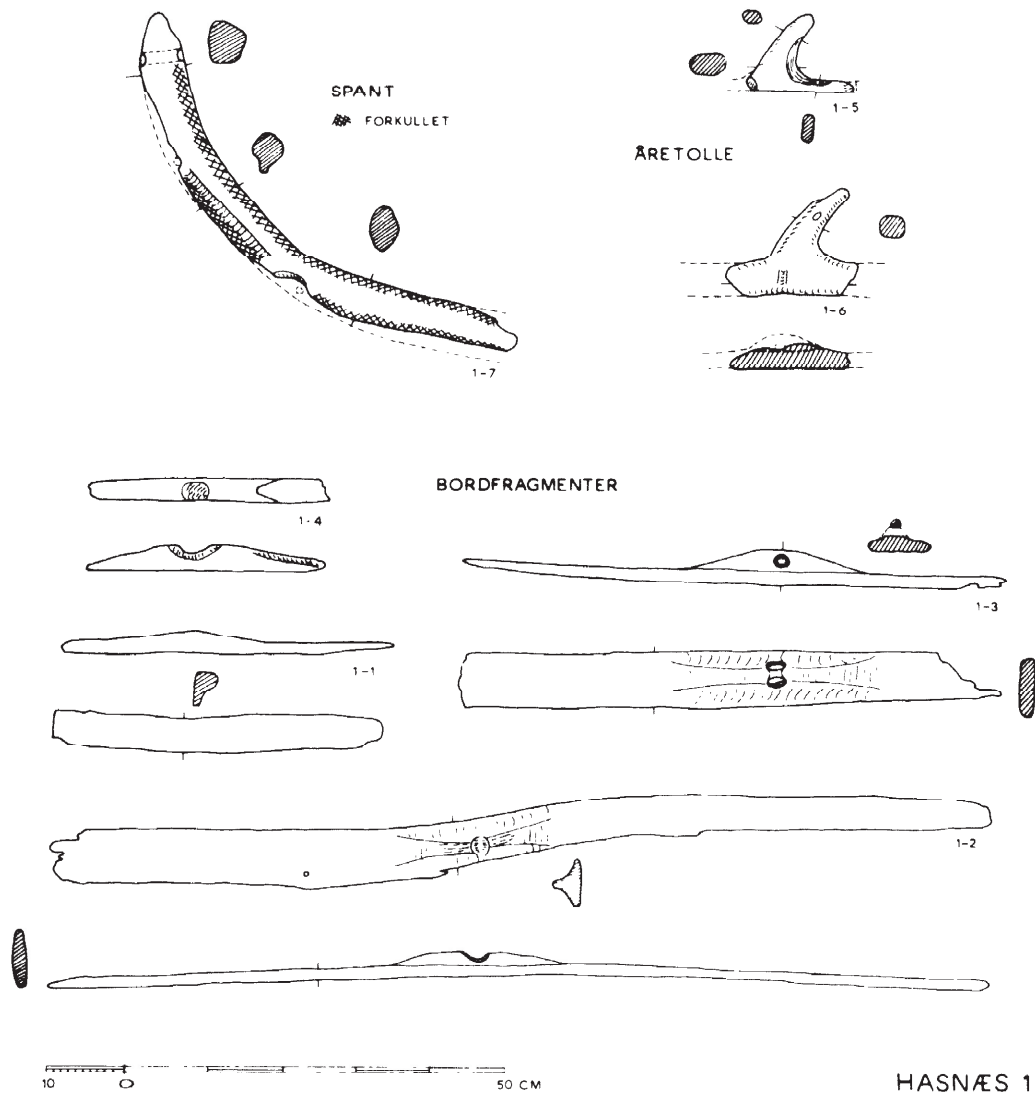 SPANT
FORKULLET
1-7
1-5
ÅRETOLLE
1-6
BORDFRAGMENTER
1-4
1-3
1-1
1-2
10 0 50 CM
HASNÆS 1